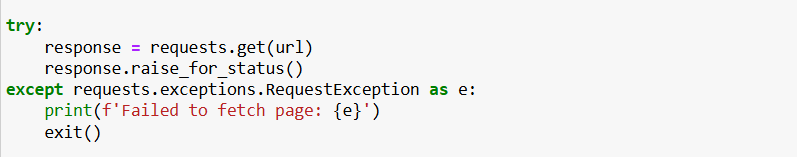 try:
    response = requests.get(url)
    response.raise_for_status()
except requests.exceptions.RequestException as e:
    print(f'Failed to fetch page: {e}')
    exit()